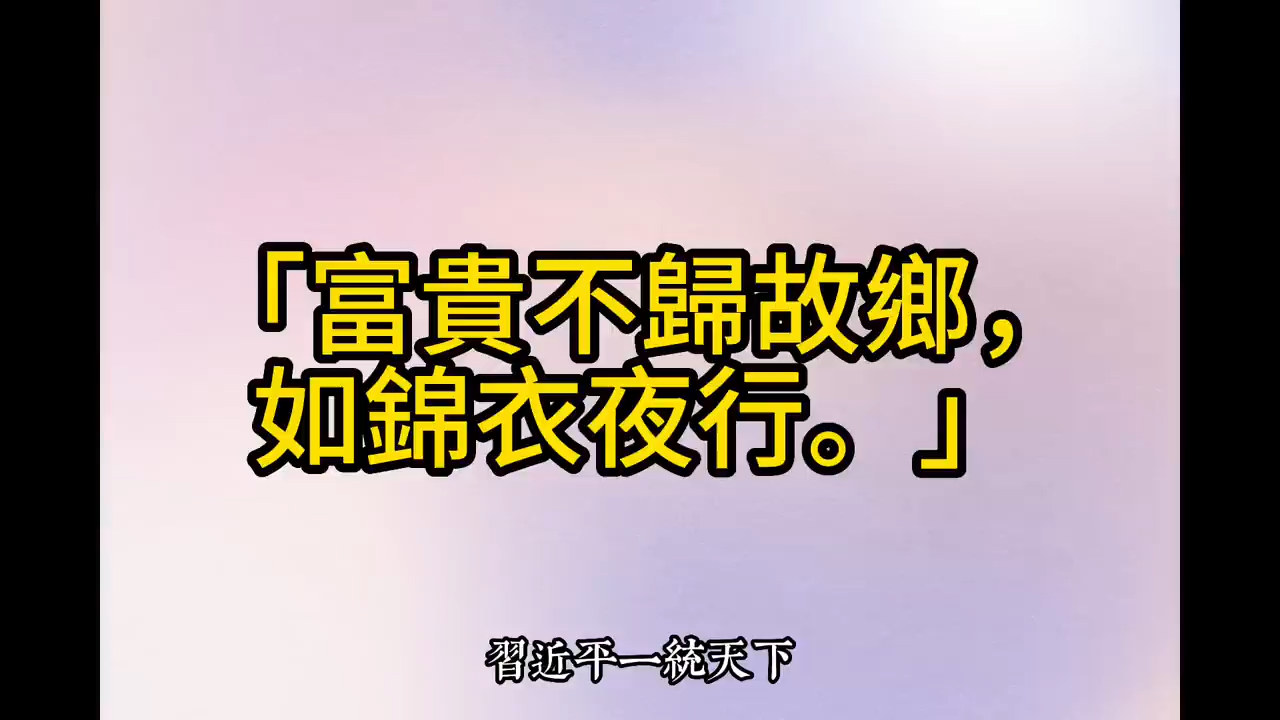 「富貴不歸故鄉，
如錦衣夜行。」
習近平一統天下